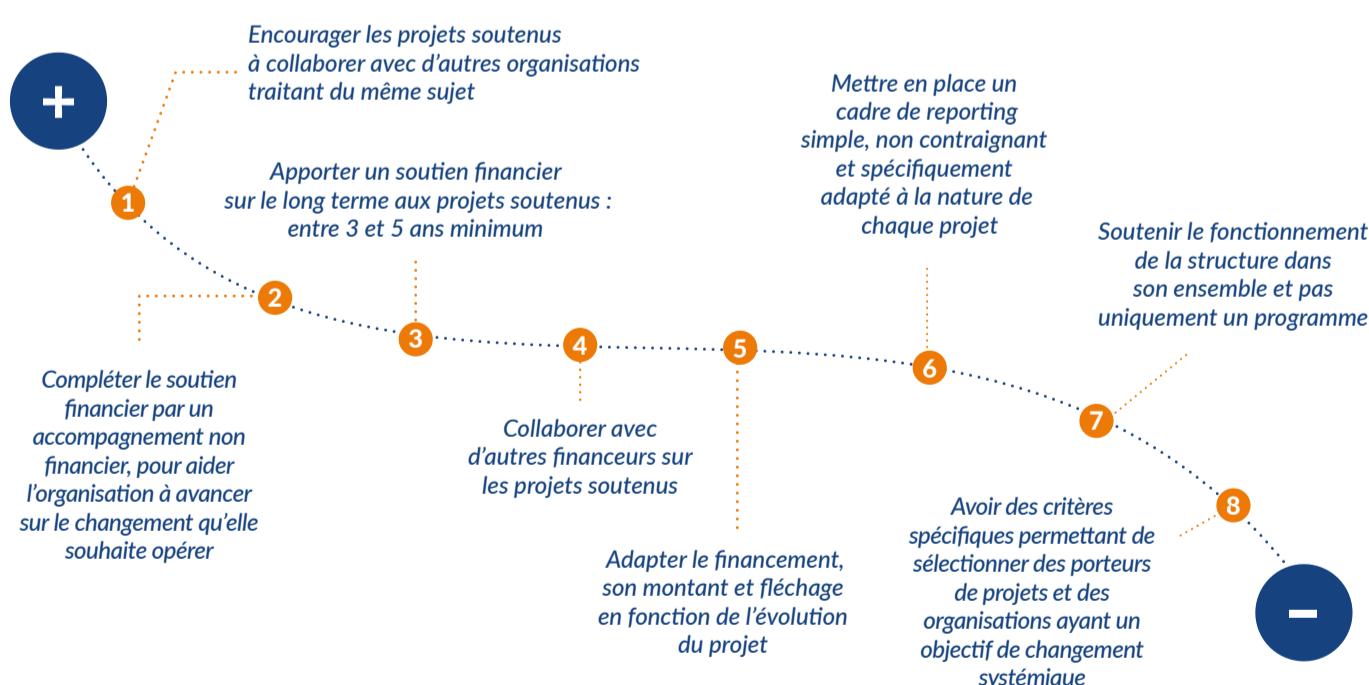 +
1
Encourager les projets soutenus
à collaborer avec d'autres organisations
traitant du même sujet
2
Compléter le soutien
financier par un
accompagnement non
financier, pour aider
l'organisation à avancer
sur le changement qu'elle
souhaite opérer
3
Apporter un soutien financier
sur le long terme aux projets soutenus :
entre 3 et 5 ans minimum
4
Collaborer avec
d'autres financeurs sur
les projets soutenus
5
Adapter le financement,
son montant et fléchage
en fonction de l'évolution
du projet
6
Mettre en place un
cadre de reporting
simple, non contraignant
et spécifiquement
adapté à la nature de
chaque projet
7
Soutenir le fonctionnement
de la structure dans
son ensemble et pas
uniquement un programme
8
Avoir des critères
spécifiques permettant de
sélectionner des porteurs
de projets et des
organisations ayant un
objectif de changement
systémique
-